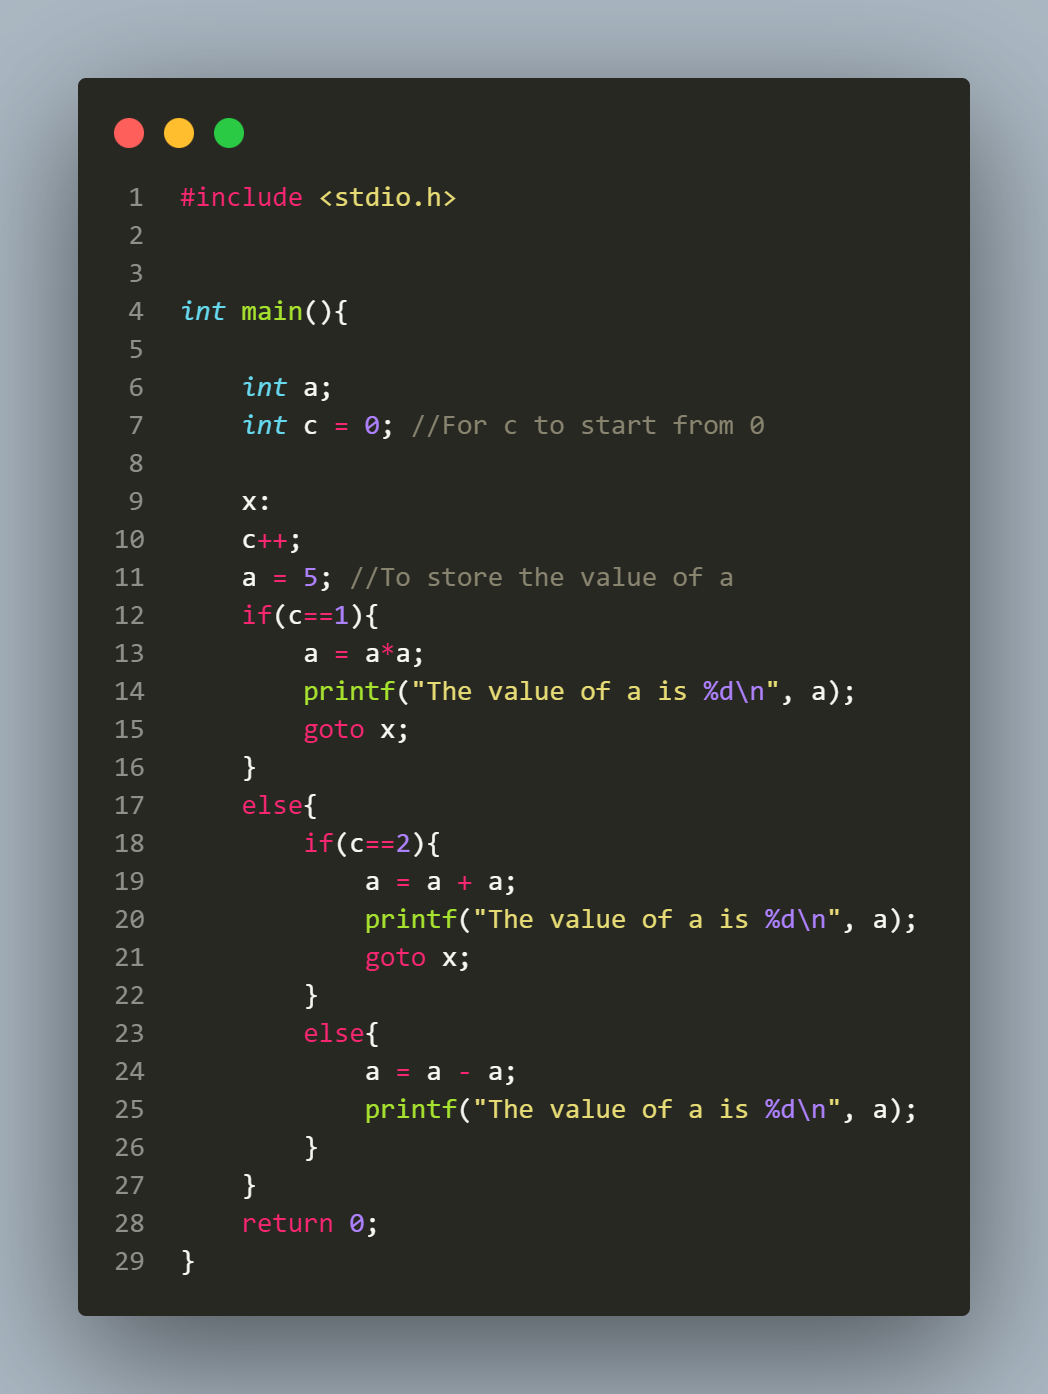 1 #include <stdio.h>
2
3
4 int main(){
5
6     int a;
7     int c = 0; //For c to start from 0
8
9     x:
10     c++;
11     a = 5; //To store the value of a
12     if(c==1){
13         a = a*a;
14         printf("The value of a is %d\n", a);
15         goto x;
16     }
17     else{
18         if(c==2){
19             a = a + a;
20             printf("The value of a is %d\n", a);
21             goto x;
22         }
23         else{
24             a = a - a;
25             printf("The value of a is %d\n", a);
26         }
27     }
28     return 0;
29 }